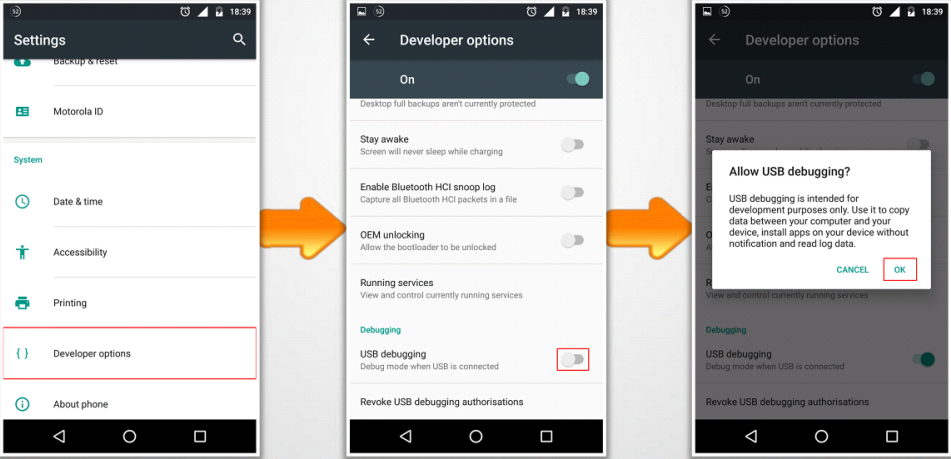 52
18:39
Settings
Backup & reset
Motorola ID
System
Date & time
Accessibility
Printing
{ } Developer options
About phone
52
18:39
Developer options
On
Desktop full backups aren't currently protected
Stay awake
Screen will never sleep while charging
Enable Bluetooth HCI snoop log
Capture all Bluetooth HCI packets in a file
OEM unlocking
Allow the bootloader to be unlocked
Running services
View and control currently running services
Debugging
USB debugging
Debug mode when USB is connected
Revoke USB debugging authorisations
52
18:39
Developer options
On
Desktop full backups aren't currently protected
Stay awake
Allow USB debugging?
USB debugging is intended for
development purposes only. Use it to copy
data between your computer and your
device, install apps on your device without
notification and read log data.
CANCEL
OK
View and control currently running services
Debugging
USB debugging
Debug mode when USB is connected
Revoke USB debugging authorisations